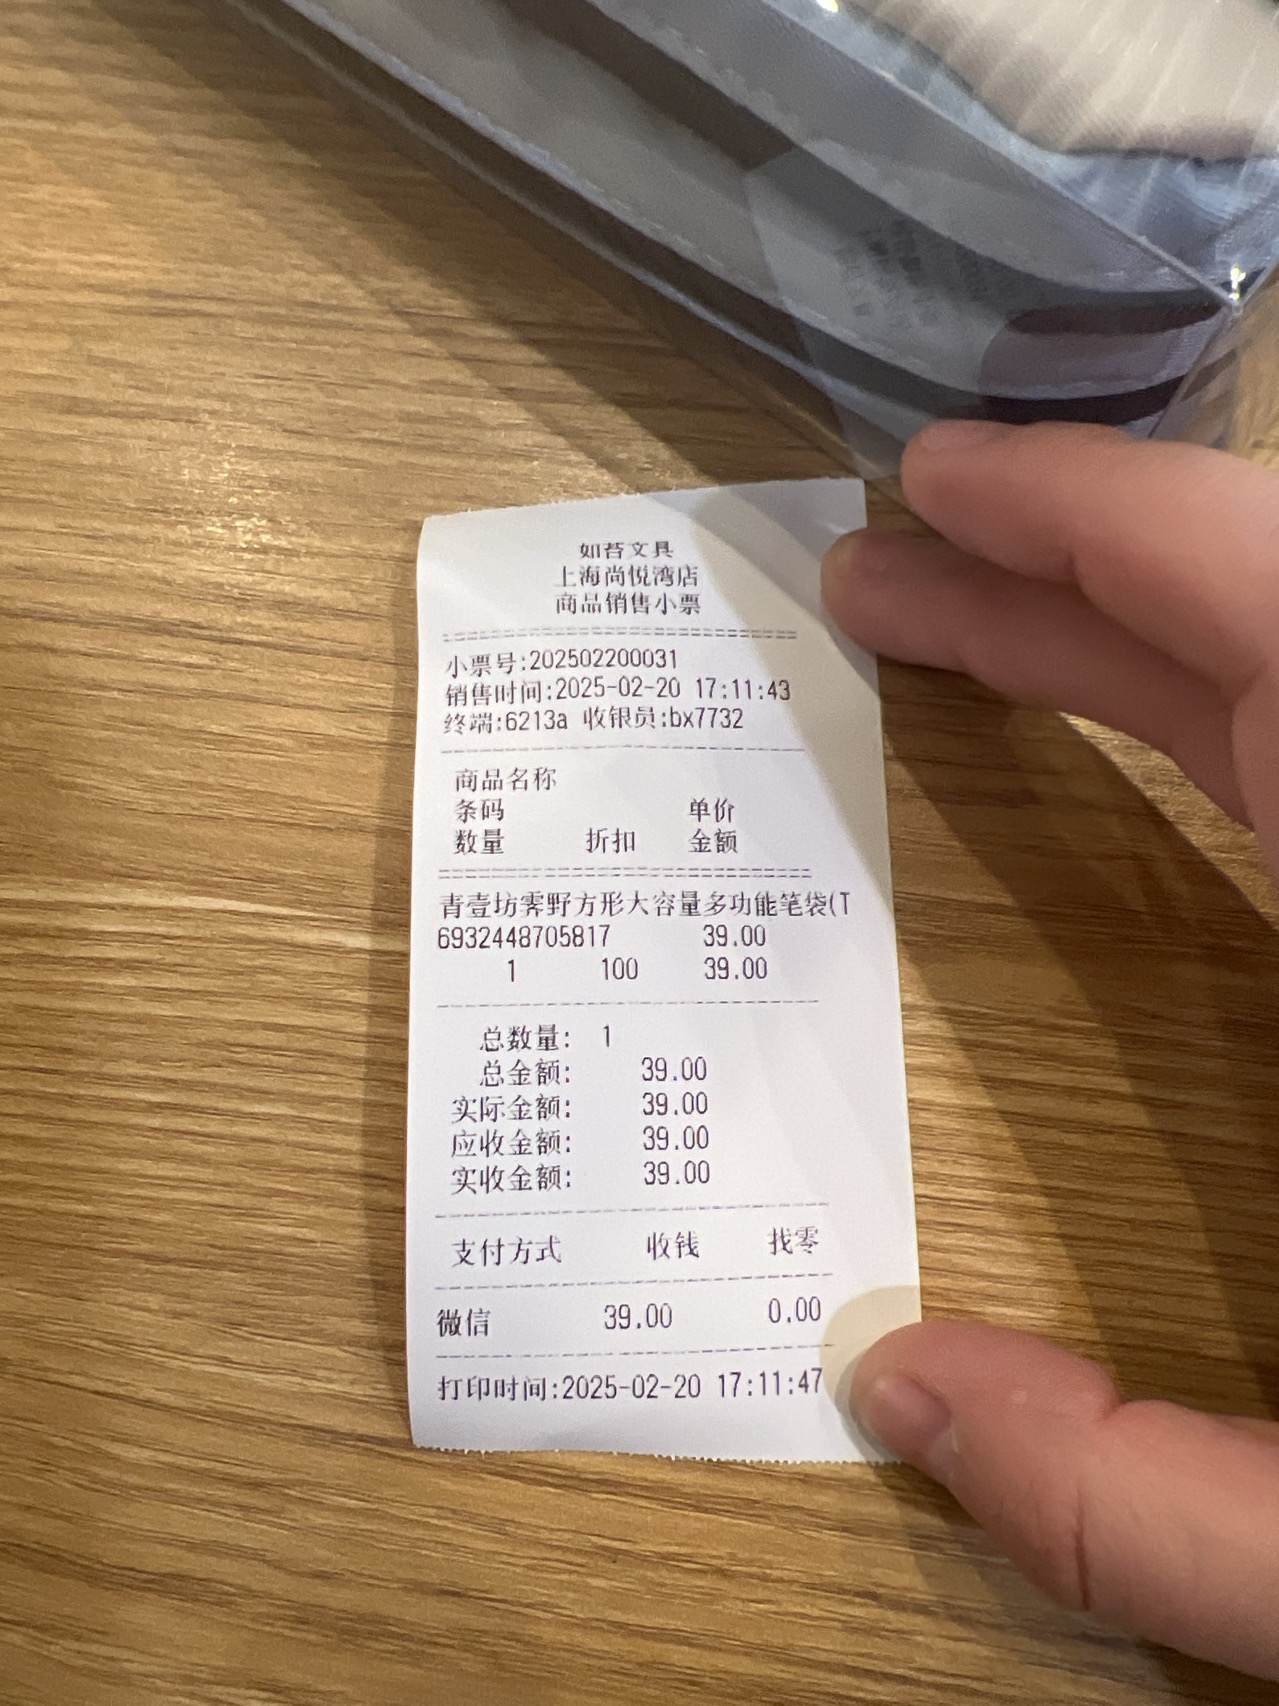 如苔文具
上海尚悦湾店
商品销售小票
小票号:202502200031
销售时间:2025-02-20 17:11:43
终端:6213a 收银员:bx7732
商品名称
条码 单价
数量 折扣 金额
青壹坊霁野方形大容量多功能笔袋(T
6932448705817 39.00
1 100 39.00
总数量: 1
总金额: 39.00
实际金额: 39.00
应收金额: 39.00
实收金额: 39.00
支付方式 收钱 找零
微信 39.00 0.00
打印时间:2025-02-20 17:11:47